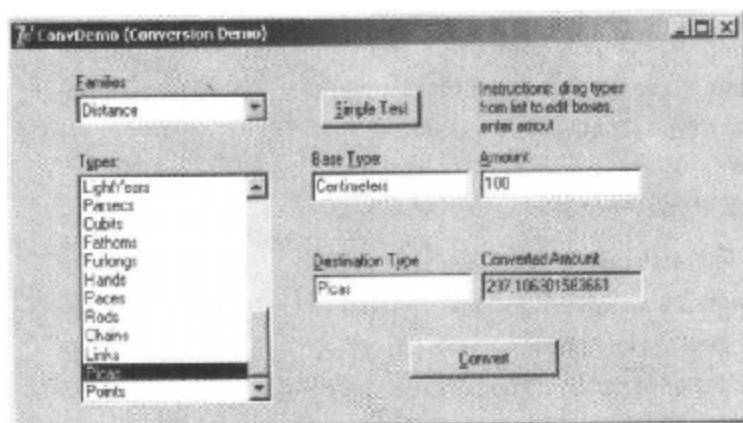 ConvDemo (Conversion Demo)
Families
Distance
Simple Test
Instructions: drag types
from list to edit boxes,
enter amout
Types:
LightYears
Parsecs
Cubits
Fathoms
Furlongs
Hands
Paces
Rods
Chains
Links
Picas
Points
Base Type:
Centimeters
Amount:
100
Destination Type
Picas
Converted Amount
237,106301583661
Convert